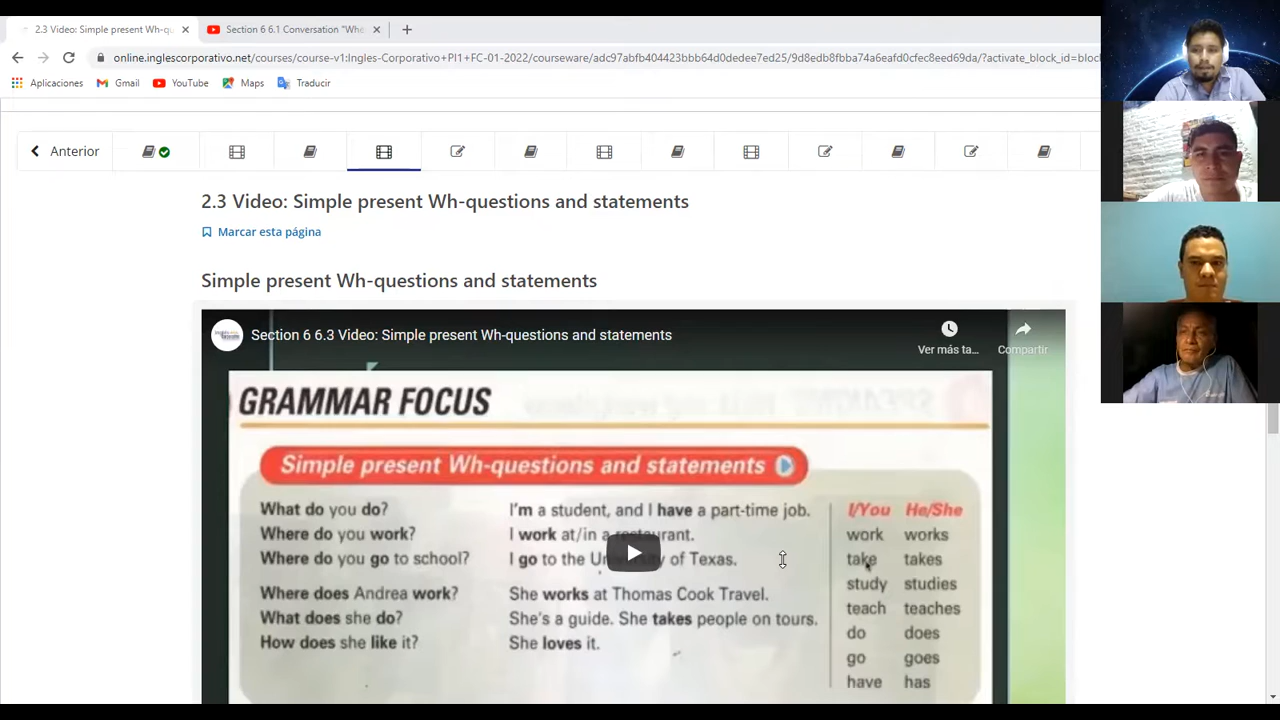 2.3 Video: Simple present Wh-qu
Section 6 6.1 Conversation "Whe
online.inglescorporativo.net/courses/course-v1:Ingles-Corporativo+PI1+FC-01-2022/courseware/adc97abfb404423bbb64d0dedee7ed25/9d8edb8fbba74a6eafd0cfec8eed69da/?activate_block_id=bloc
Aplicaciones Gmail YouTube Maps Traducir
Anterior
2.3 Video: Simple present Wh-questions and statements
Marcar esta página
Simple present Wh-questions and statements
Section 6 6.3 Video: Simple present Wh-questions and statements
Ver más ta... Compartir
GRAMMAR FOCUS
Simple present Wh-questions and statements
What do you do? I'm a student, and I have a part-time job. I/You He/She
Where do you work? I work at/in a restaurant. work works
Where do you go to school? I go to the University of Texas. take takes
study studies
Where does Andrea work? She works at Thomas Cook Travel. teach teaches
What does she do? She's a guide. She takes people on tours. do does
How does she like it? She loves it. go goes
have has